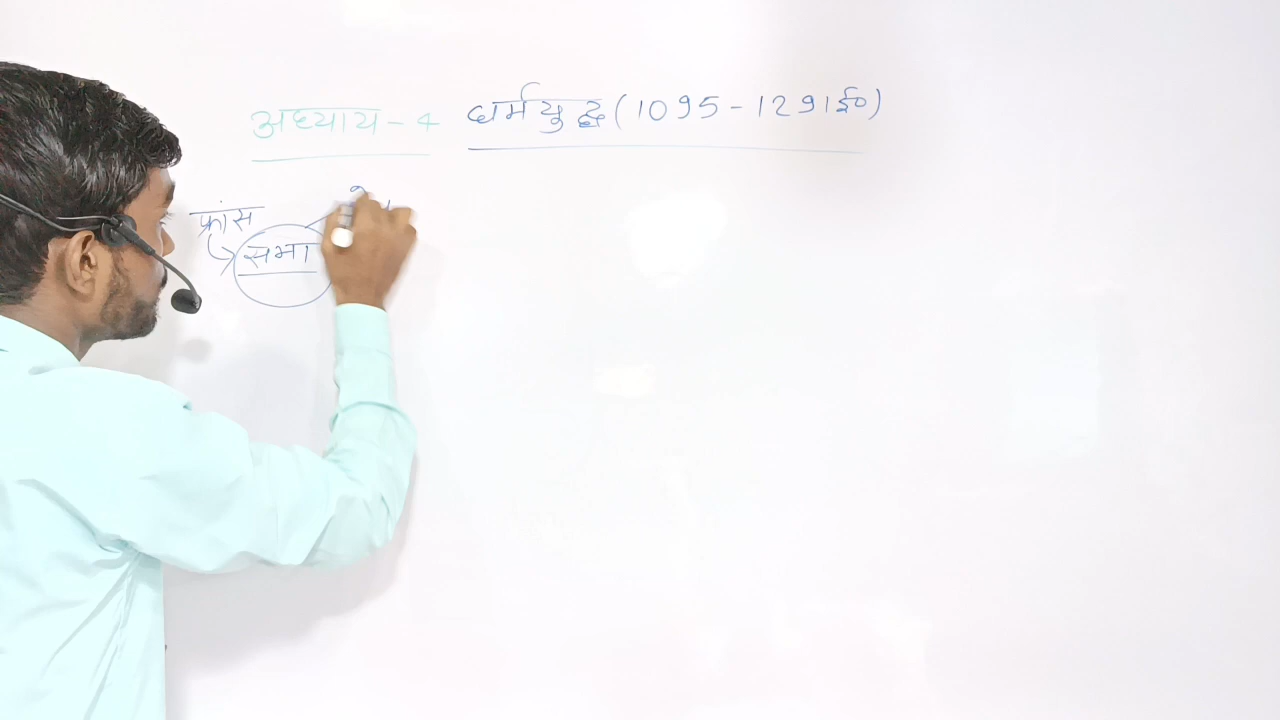 अध्याय - 4 धर्मयुद्ध (1095 - 1291ई०)
फ्रांस
सभा